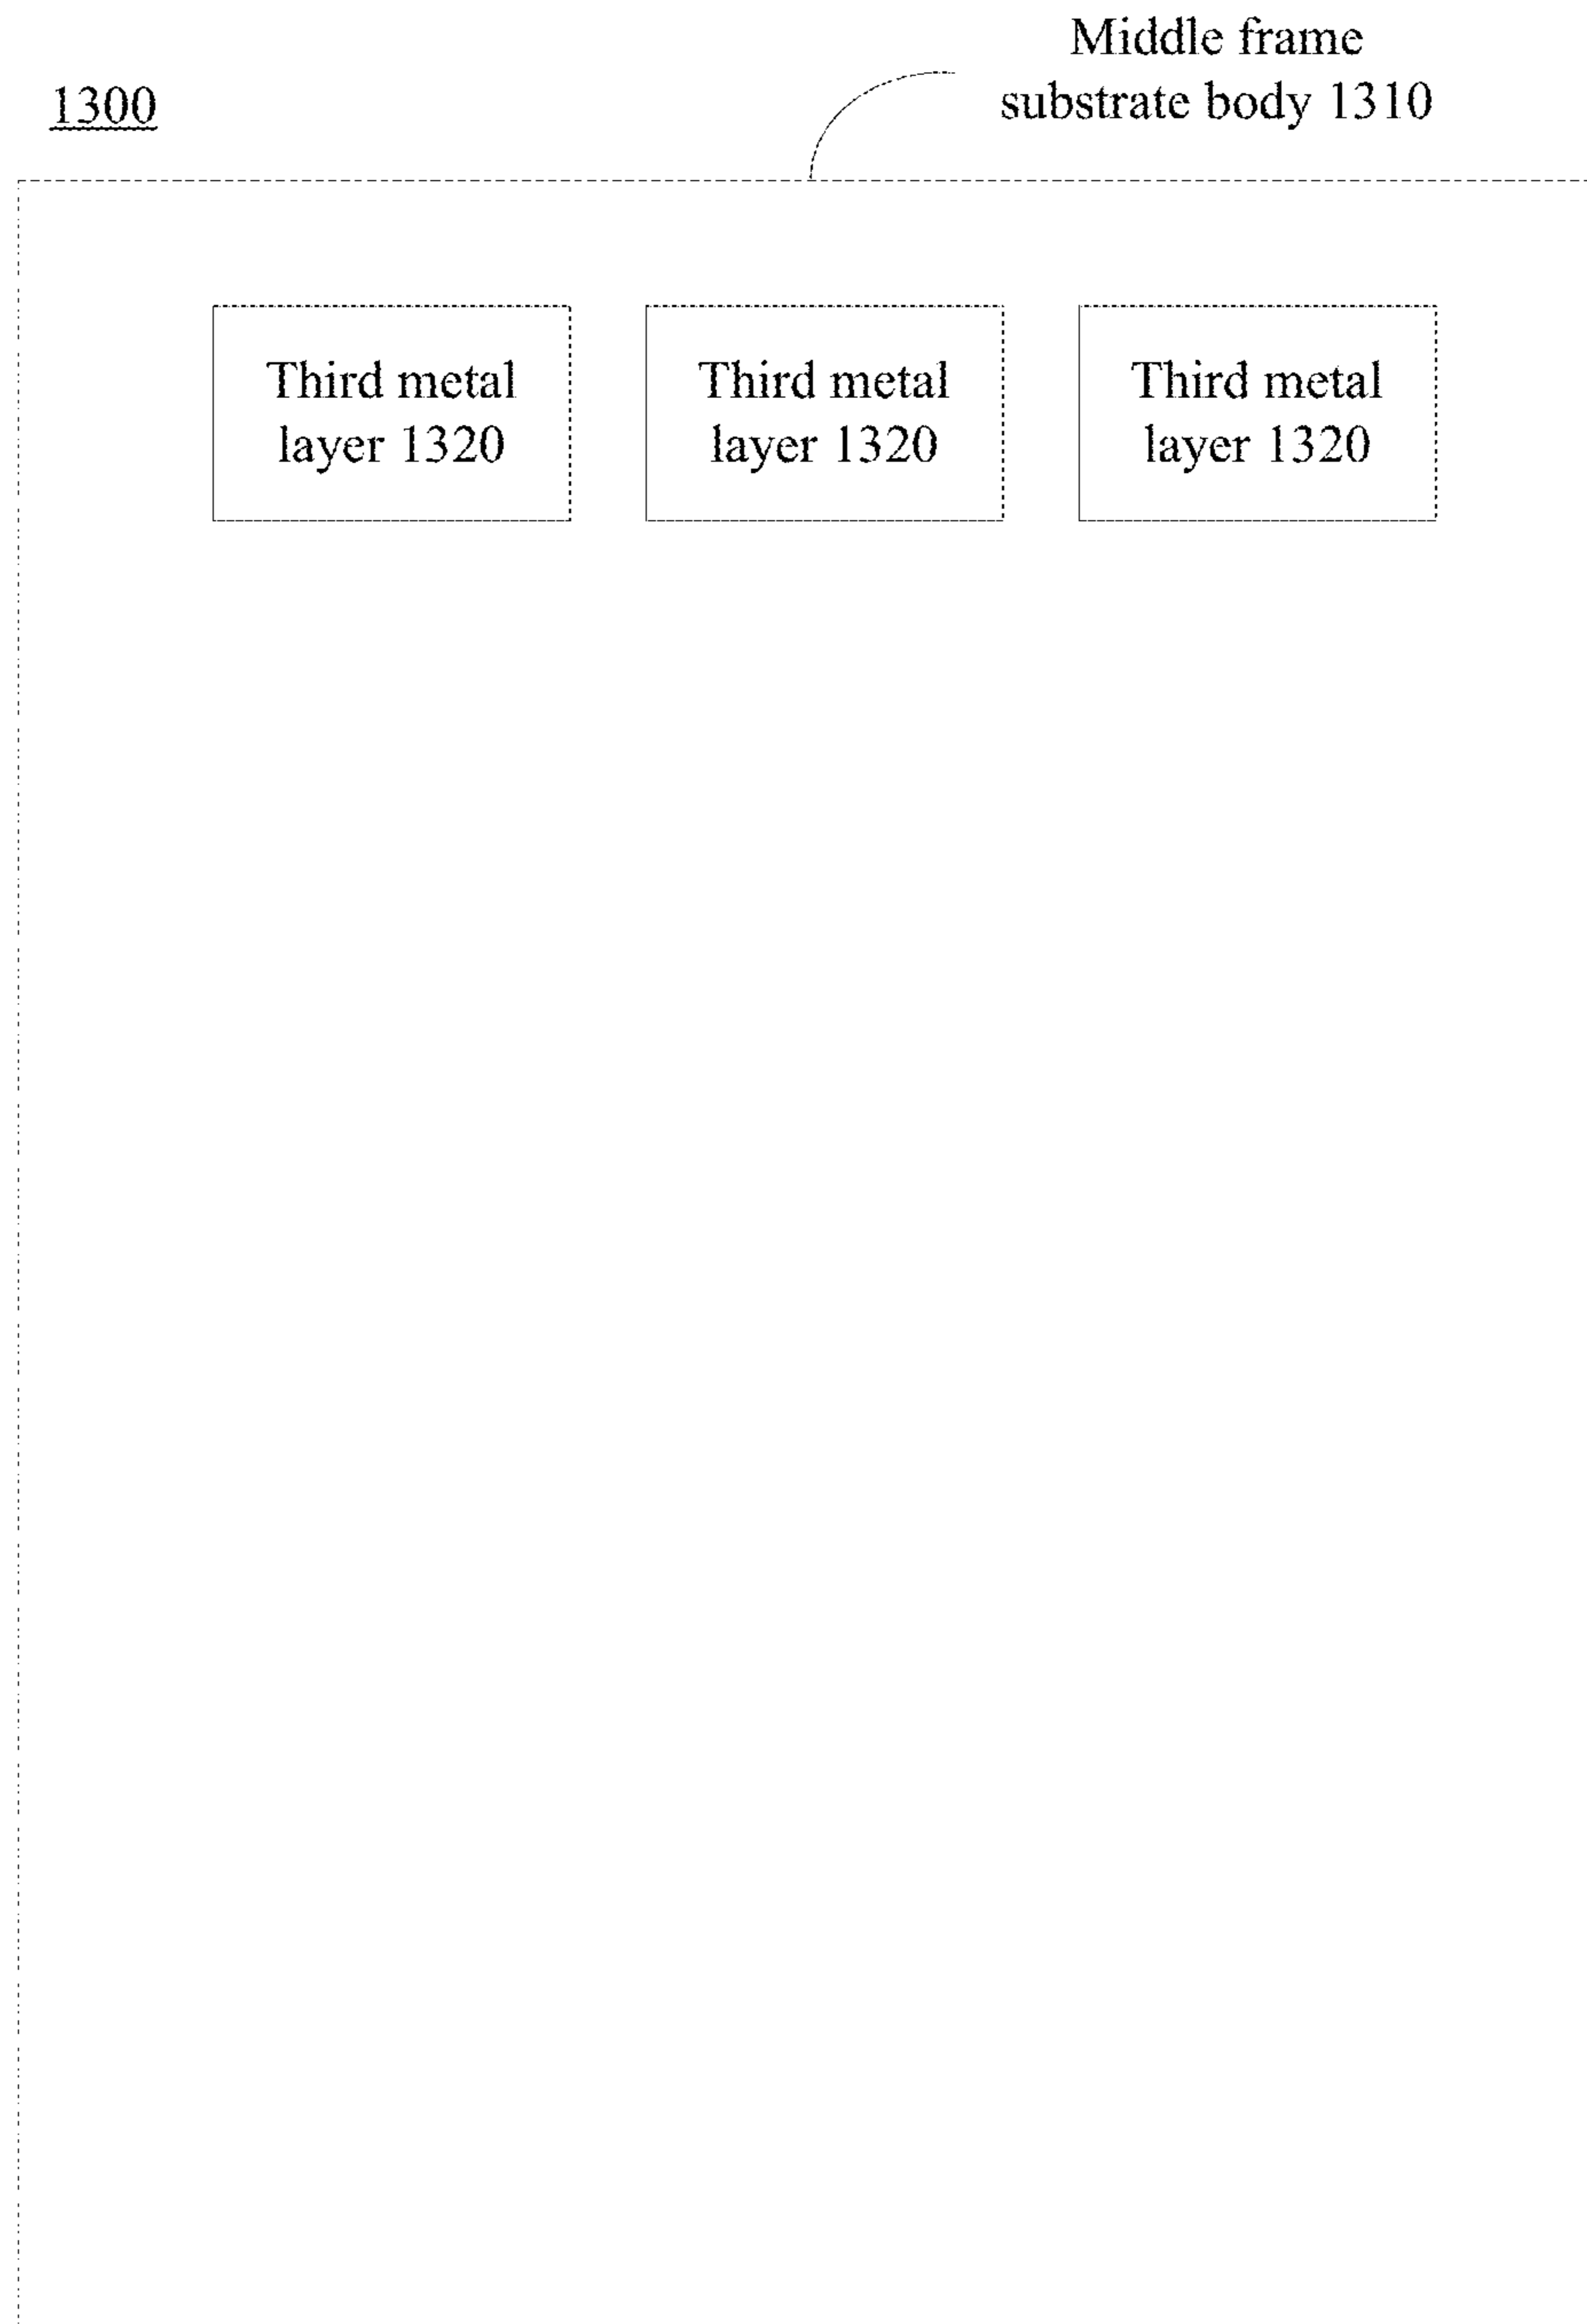 Middle frame
substrate body 1310
1300
Third metal
layer 1320
Third metal
layer 1320
Third metal
layer 1320